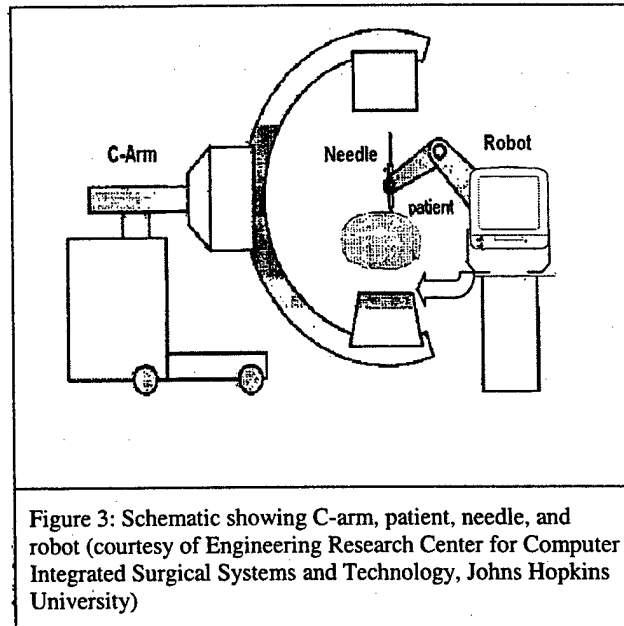 C-Arm
Needle
Robot
patient
Figure 3: Schematic showing C-arm, patient, needle, and
robot (courtesy of Engineering Research Center for Computer
Integrated Surgical Systems and Technology, Johns Hopkins
University)